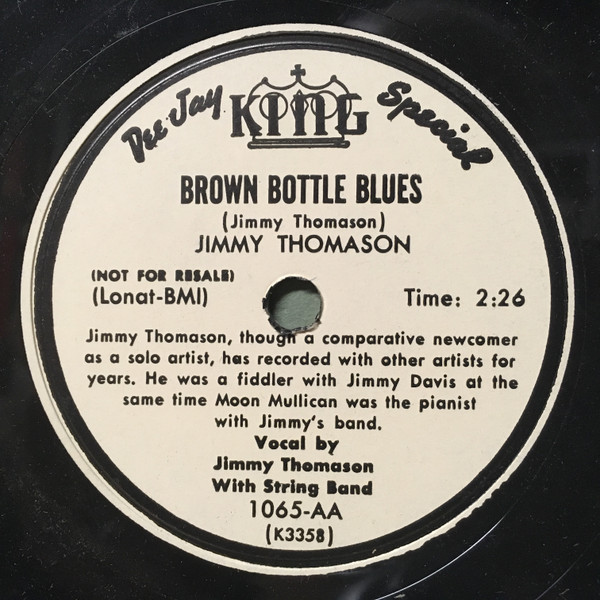 Dee Jay KING Special
BROWN BOTTLE BLUES
(Jimmy Thomason)
JIMMY THOMASON
(NOT FOR RESALE)
(Lonat-BMI) Time: 2:26
Jimmy Thomason, though a comparative newcomer
as a solo artist, has recorded with other artists for
years. He was a fiddler with Jimmy Davis at the
same time Moon Mullican was the pianist
with Jimmy's band.
Vocal by
Jimmy Thomason
With String Band
1065-AA
(K3358)